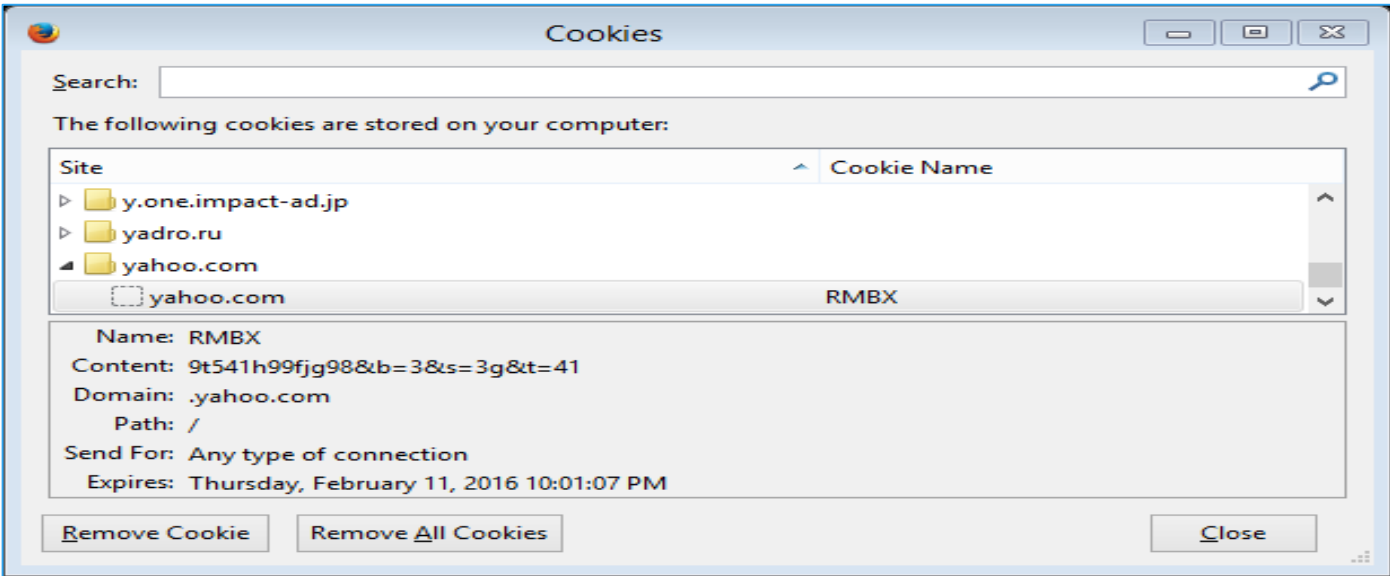 Cookies
Search:
The following cookies are stored on your computer:
Site Cookie Name
y.one.impact-ad.jp
yadro.ru
yahoo.com
yahoo.com RMBX
Name: RMBX
Content: 9t541h99fjg98&b=3&s=3g&t=41
Domain: .yahoo.com
Path: /
Send For: Any type of connection
Expires: Thursday, February 11, 2016 10:01:07 PM
Remove Cookie Remove All Cookies Close